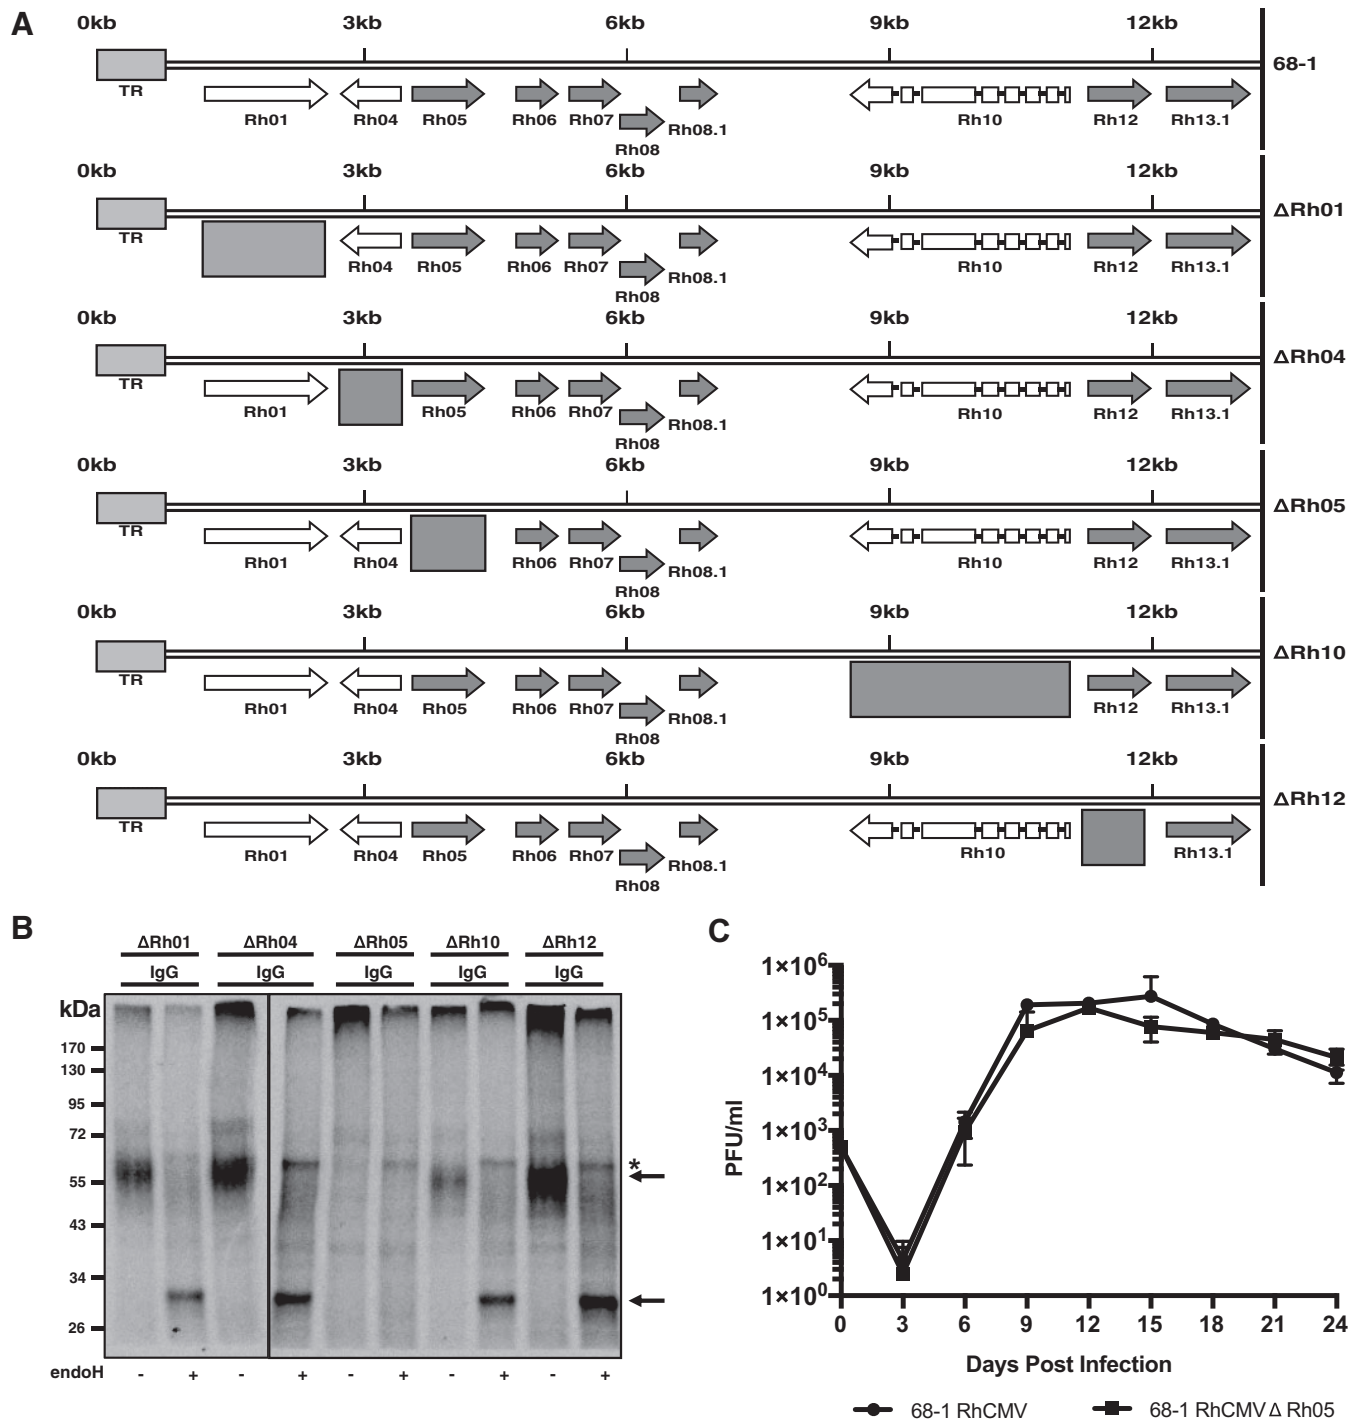 A
0kb 3kb 6kb 9kb 12kb
68-1
TR Rh01 Rh04 Rh05 Rh06 Rh07 Rh08 Rh08.1 Rh10 Rh12 Rh13.1
0kb 3kb 6kb 9kb 12kb
ΔRh01
TR Rh04 Rh05 Rh06 Rh07 Rh08 Rh08.1 Rh10 Rh12 Rh13.1
0kb 3kb 6kb 9kb 12kb
ΔRh04
TR Rh01 Rh05 Rh06 Rh07 Rh08 Rh08.1 Rh10 Rh12 Rh13.1
0kb 3kb 6kb 9kb 12kb
ΔRh05
TR Rh01 Rh04 Rh06 Rh07 Rh08 Rh08.1 Rh10 Rh12 Rh13.1
0kb 3kb 6kb 9kb 12kb
ΔRh10
TR Rh01 Rh04 Rh05 Rh06 Rh07 Rh08 Rh08.1 Rh12 Rh13.1
0kb 3kb 6kb 9kb 12kb
ΔRh12
TR Rh01 Rh04 Rh05 Rh06 Rh07 Rh08 Rh08.1 Rh10 Rh13.1
B
ΔRh01 ΔRh04 ΔRh05 ΔRh10 ΔRh12
IgG IgG IgG IgG IgG
kDa
170
130
95
72
*
55
43
34
26
endoH - + - + - + - + - +
C
1×10⁶
1×10⁵
1×10⁴
1×10³
1×10²
1×10¹
1×10⁰
PFU/ml
0 3 6 9 12 15 18 21 24
Days Post Infection
68-1 RhCMV 68-1 RhCMV Δ Rh05